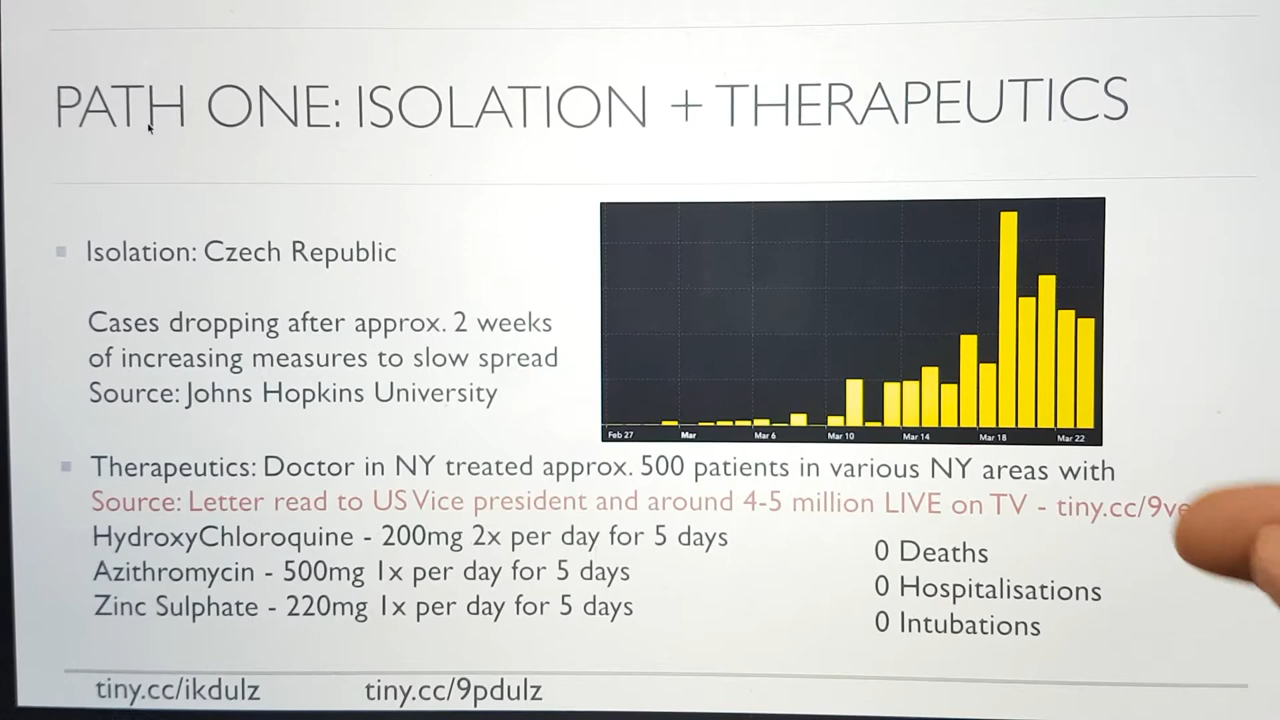 PATH ONE: ISOLATION + THERAPEUTICS
Isolation: Czech Republic
Cases dropping after approx. 2 weeks
of increasing measures to slow spread
Source: Johns Hopkins University
Feb 27 Mar Mar 6 Mar 10 Mar 14 Mar 18 Mar 22
Therapeutics: Doctor in NY treated approx. 500 patients in various NY areas with
Source: Letter read to US Vice president and around 4-5 million LIVE on TV -
HydroxyChloroquine - 200mg 2x per day for 5 days
Azithromycin - 500mg 1x per day for 5 days
Zinc Sulphate - 220mg 1x per day for 5 days
0 Deaths
0 Hospitalisations
0 Intubations
tiny.cc/ikdulz tiny.cc/9pdulz